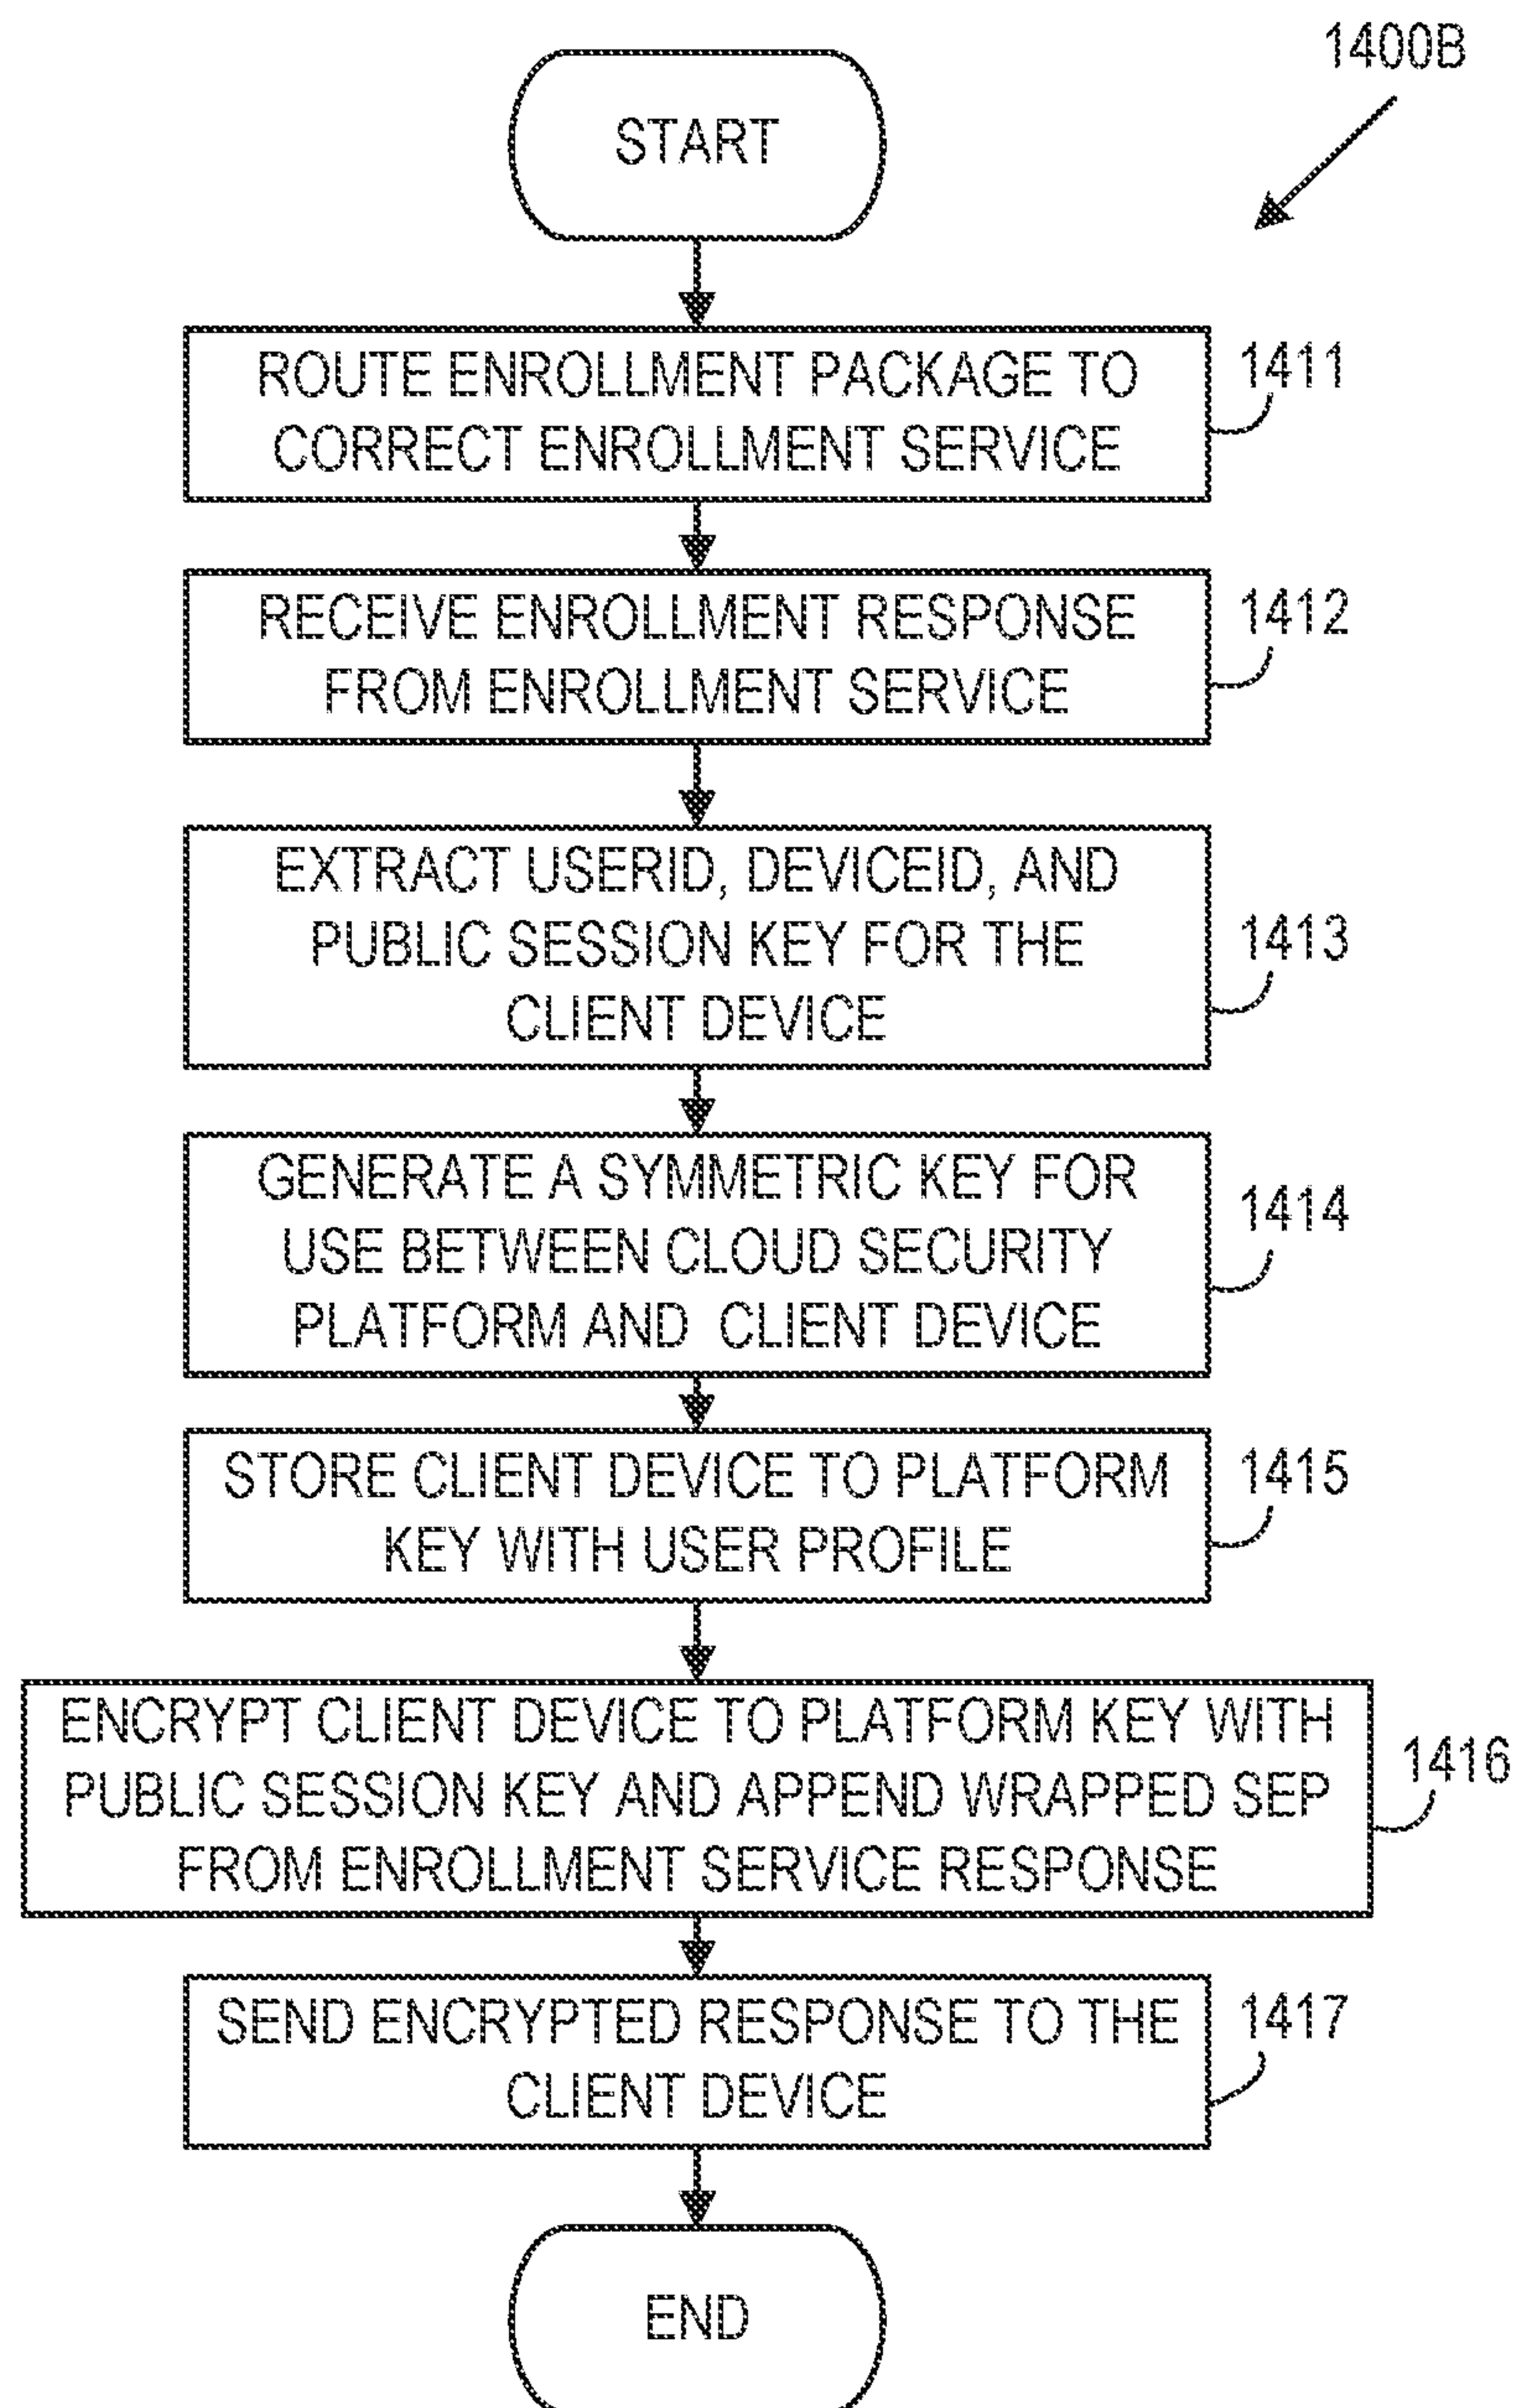 1400B
START
ROUTE ENROLLMENT PACKAGE TO
CORRECT ENROLLMENT SERVICE
1411
RECEIVE ENROLLMENT RESPONSE
FROM ENROLLMENT SERVICE
1412
EXTRACT USERID, DEVICEID, AND
PUBLIC SESSION KEY FOR THE
CLIENT DEVICE
1413
GENERATE A SYMMETRIC KEY FOR
USE BETWEEN CLOUD SECURITY
PLATFORM AND CLIENT DEVICE
1414
STORE CLIENT DEVICE TO PLATFORM
KEY WITH USER PROFILE
1415
ENCRYPT CLIENT DEVICE TO PLATFORM KEY WITH
PUBLIC SESSION KEY AND APPEND WRAPPED SEP
FROM ENROLLMENT SERVICE RESPONSE
1416
SEND ENCRYPTED RESPONSE TO THE
CLIENT DEVICE
1417
END